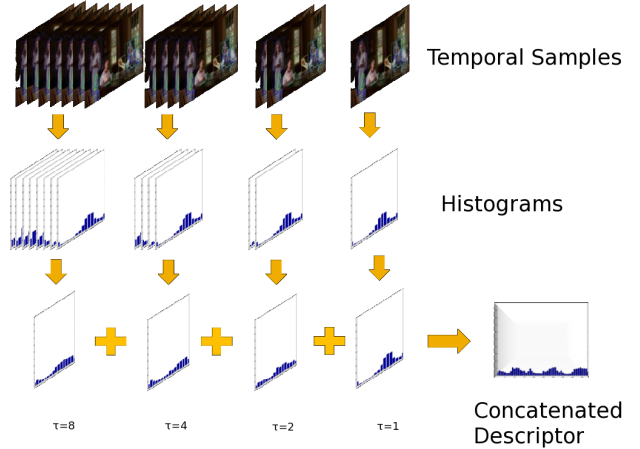 Temporal Samples
Histograms
τ=8
τ=4
τ=2
τ=1
Concatenated
Descriptor